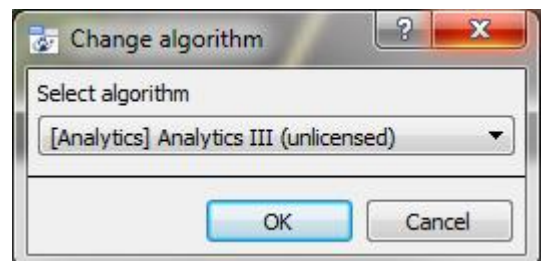 Change algorithm
Select algorithm
[Analytics] Analytics III (unlicensed)
OK
Cancel